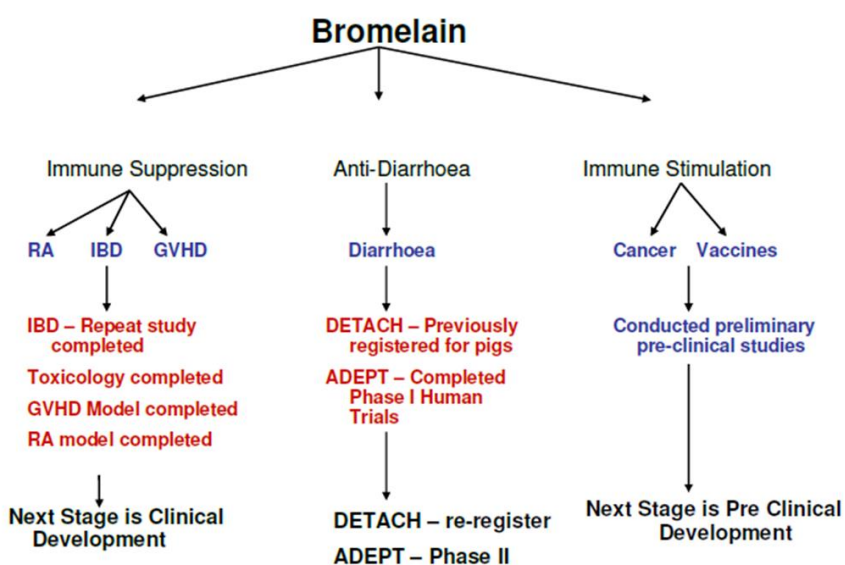 Bromelain
Immune Suppression
Anti-Diarrhoea
Immune Stimulation
RA
IBD
GVHD
Diarrhoea
Cancer
Vaccines
IBD – Repeat study
completed
Toxicology completed
GVHD Model completed
RA model completed
DETACH – Previously
registered for pigs
ADEPT – Completed
Phase I Human
Trials
Conducted preliminary
pre-clinical studies
Next Stage is Clinical
Development
DETACH – re-register
ADEPT – Phase II
Next Stage is Pre Clinical
Development